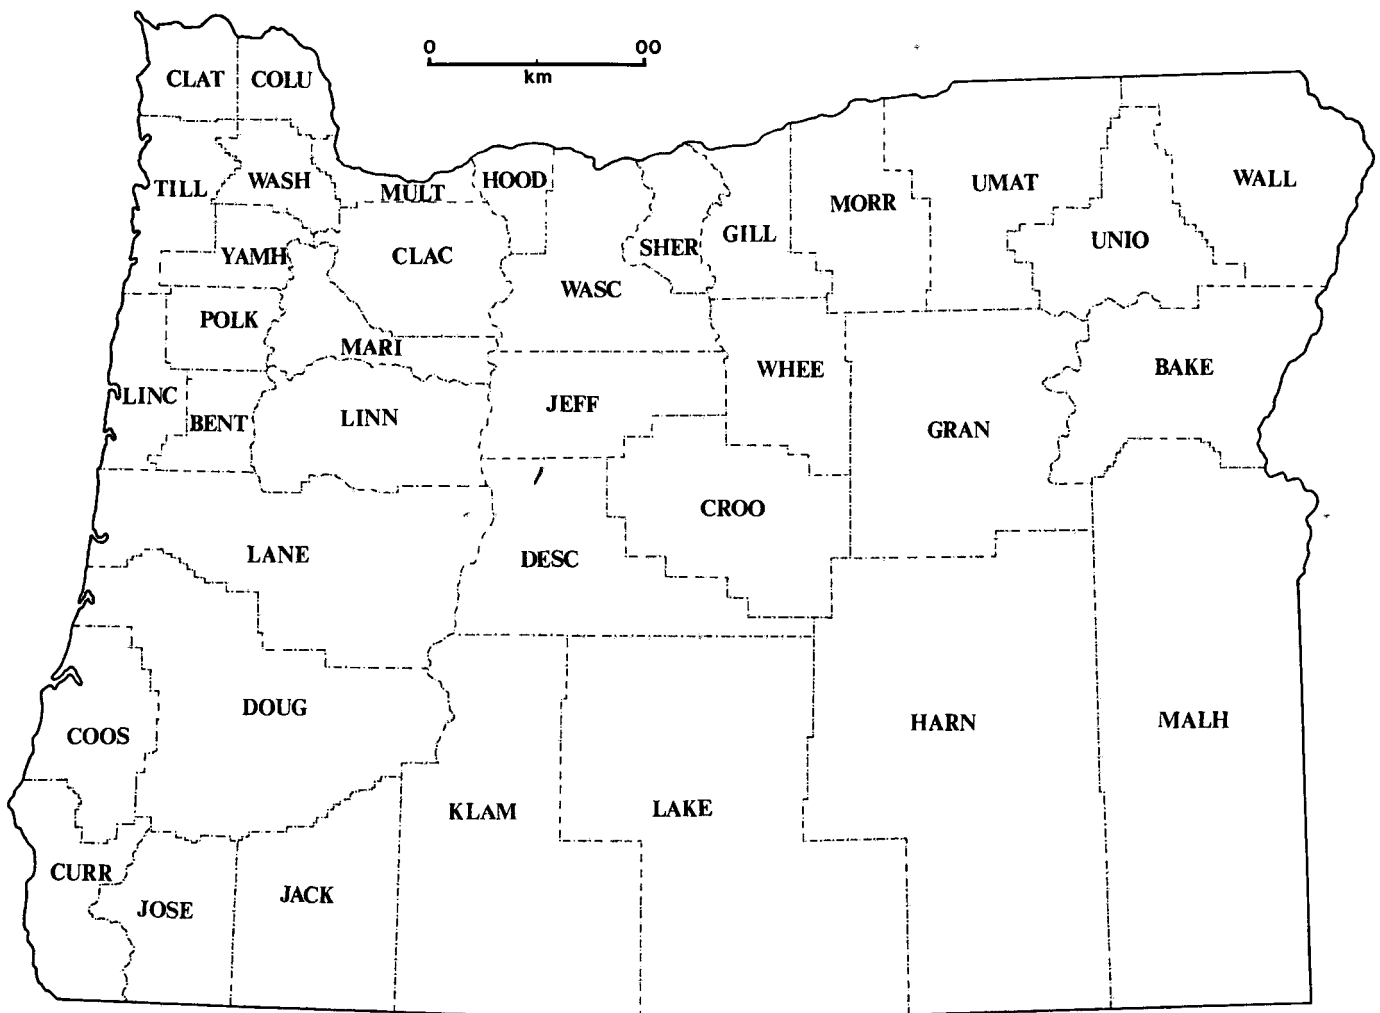 0 00
km
CLAT COLU
TILL WASH MULT HOOD
YAMH CLAC WASC SHER GILL MORR UMAT UNIO WALL
POLK MARI
LINC BENT LINN JEFF WHEE GRAN BAKE
LANE DESC CROO
COOS DOUG HARN MALH
KLAM LAKE
CURR JOSE JACK